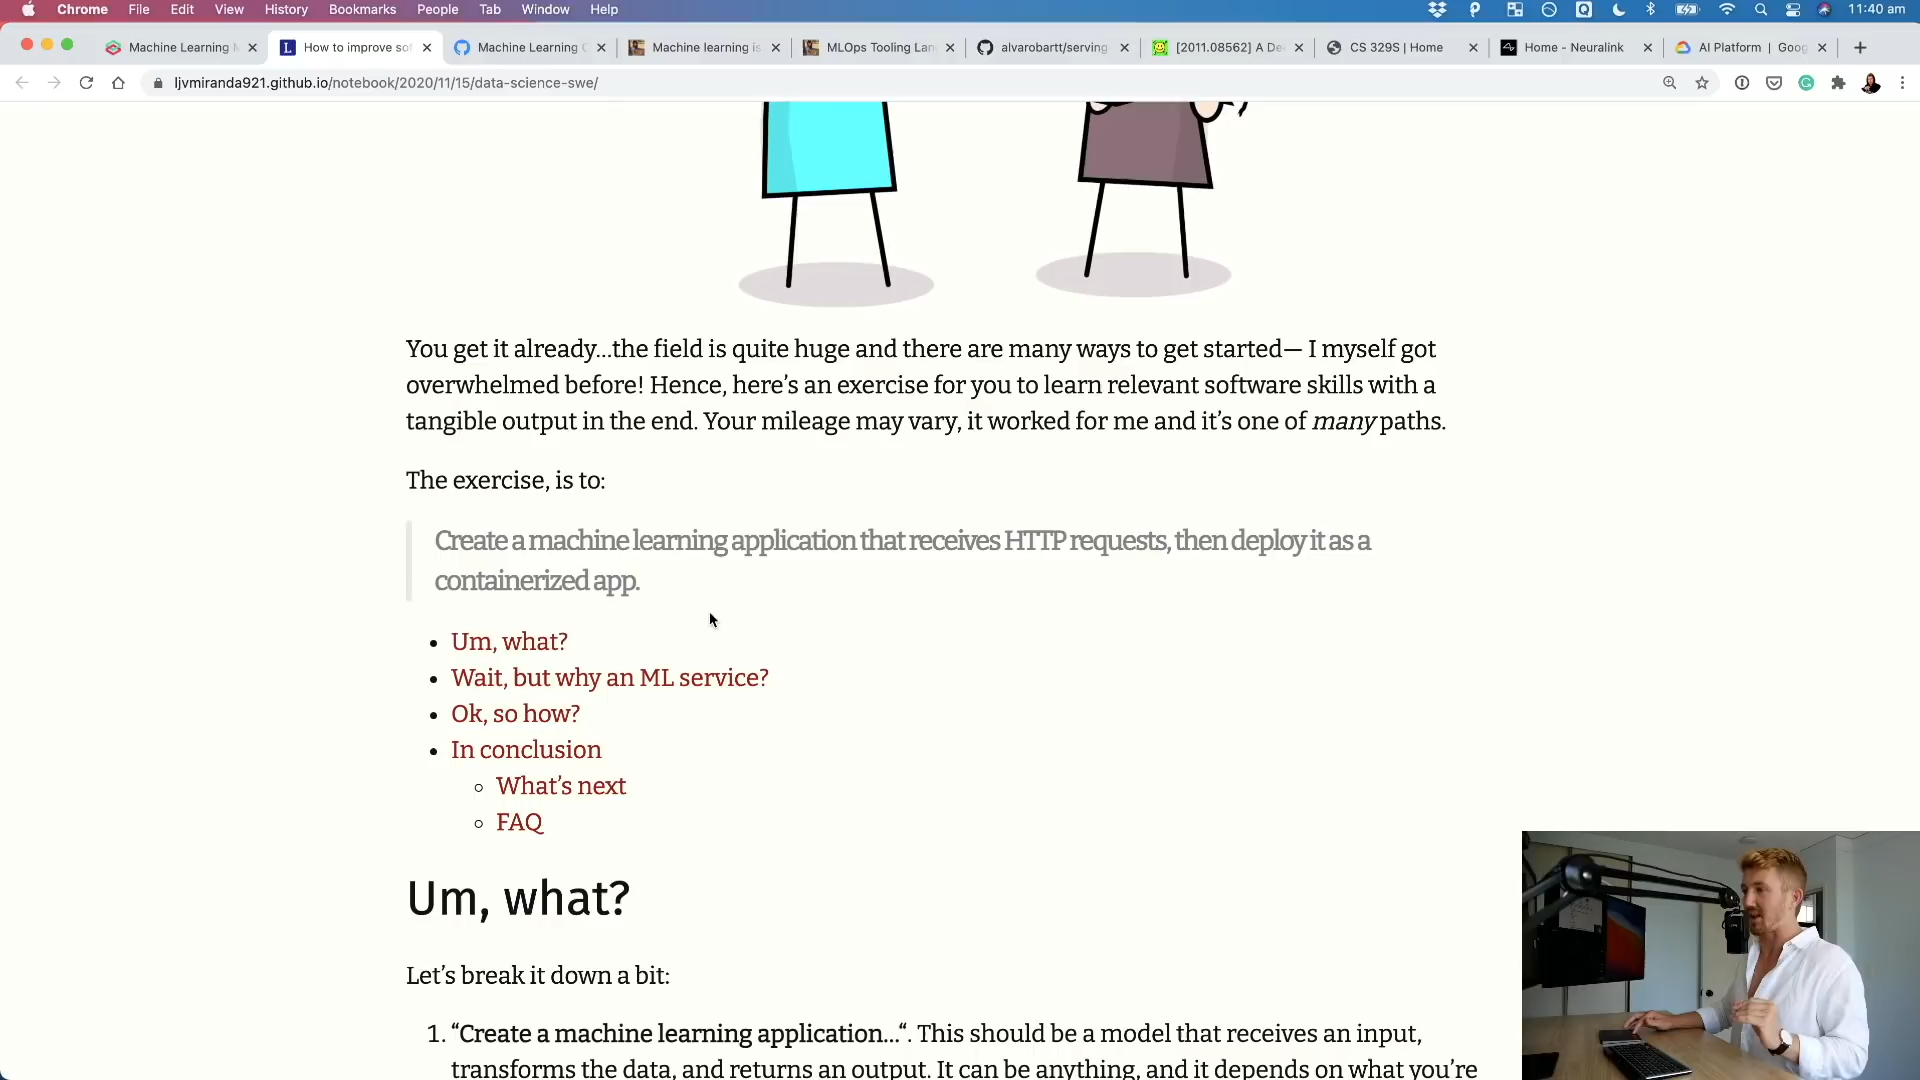 Chrome File Edit View History Bookmarks People Tab Window Help 11:40 am
Machine Learning How to improve so Machine Learning Machine learning is MLOps Tooling Lan alvarobartt/serving [2011.08562] A De CS 329S | Home Home - Neuralink AI Platform | Goog
ljvmiranda921.github.io/notebook/2020/11/15/data-science-swe/
You get it already...the field is quite huge and there are many ways to get started— I myself got
overwhelmed before! Hence, here’s an exercise for you to learn relevant software skills with a
tangible output in the end. Your mileage may vary, it worked for me and it’s one of many paths.
The exercise, is to:
Create a machine learning application that receives HTTP requests, then deploy it as a
containerized app.
Um, what?
Wait, but why an ML service?
Ok, so how?
In conclusion
What’s next
FAQ
Um, what?
Let’s break it down a bit:
1. “Create a machine learning application...“. This should be a model that receives an input,
transforms the data, and returns an output. It can be anything, and it depends on what you’re